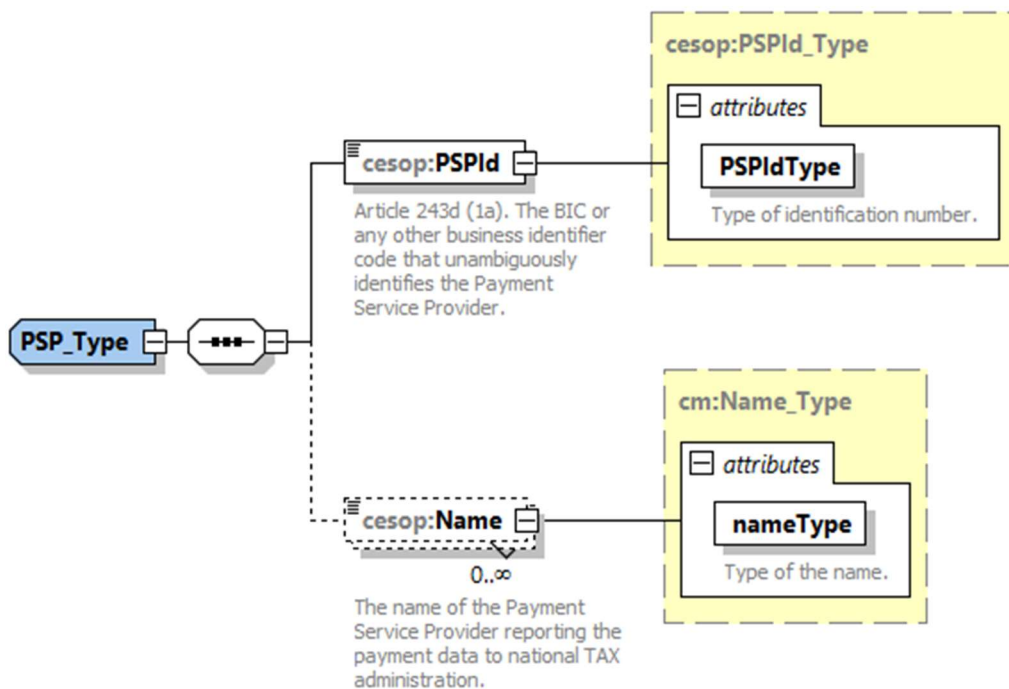 cesop:PSPId_Type
attributes
PSPIdType
Type of identification number.
cesop:PSPId
Article 243d (1a). The BIC or
any other business identifier
code that unambiguously
identifies the Payment
Service Provider.
PSP_Type
cm:Name_Type
attributes
nameType
Type of the name.
cesop:Name
0..∞
The name of the Payment
Service Provider reporting the
payment data to national TAX
administration.